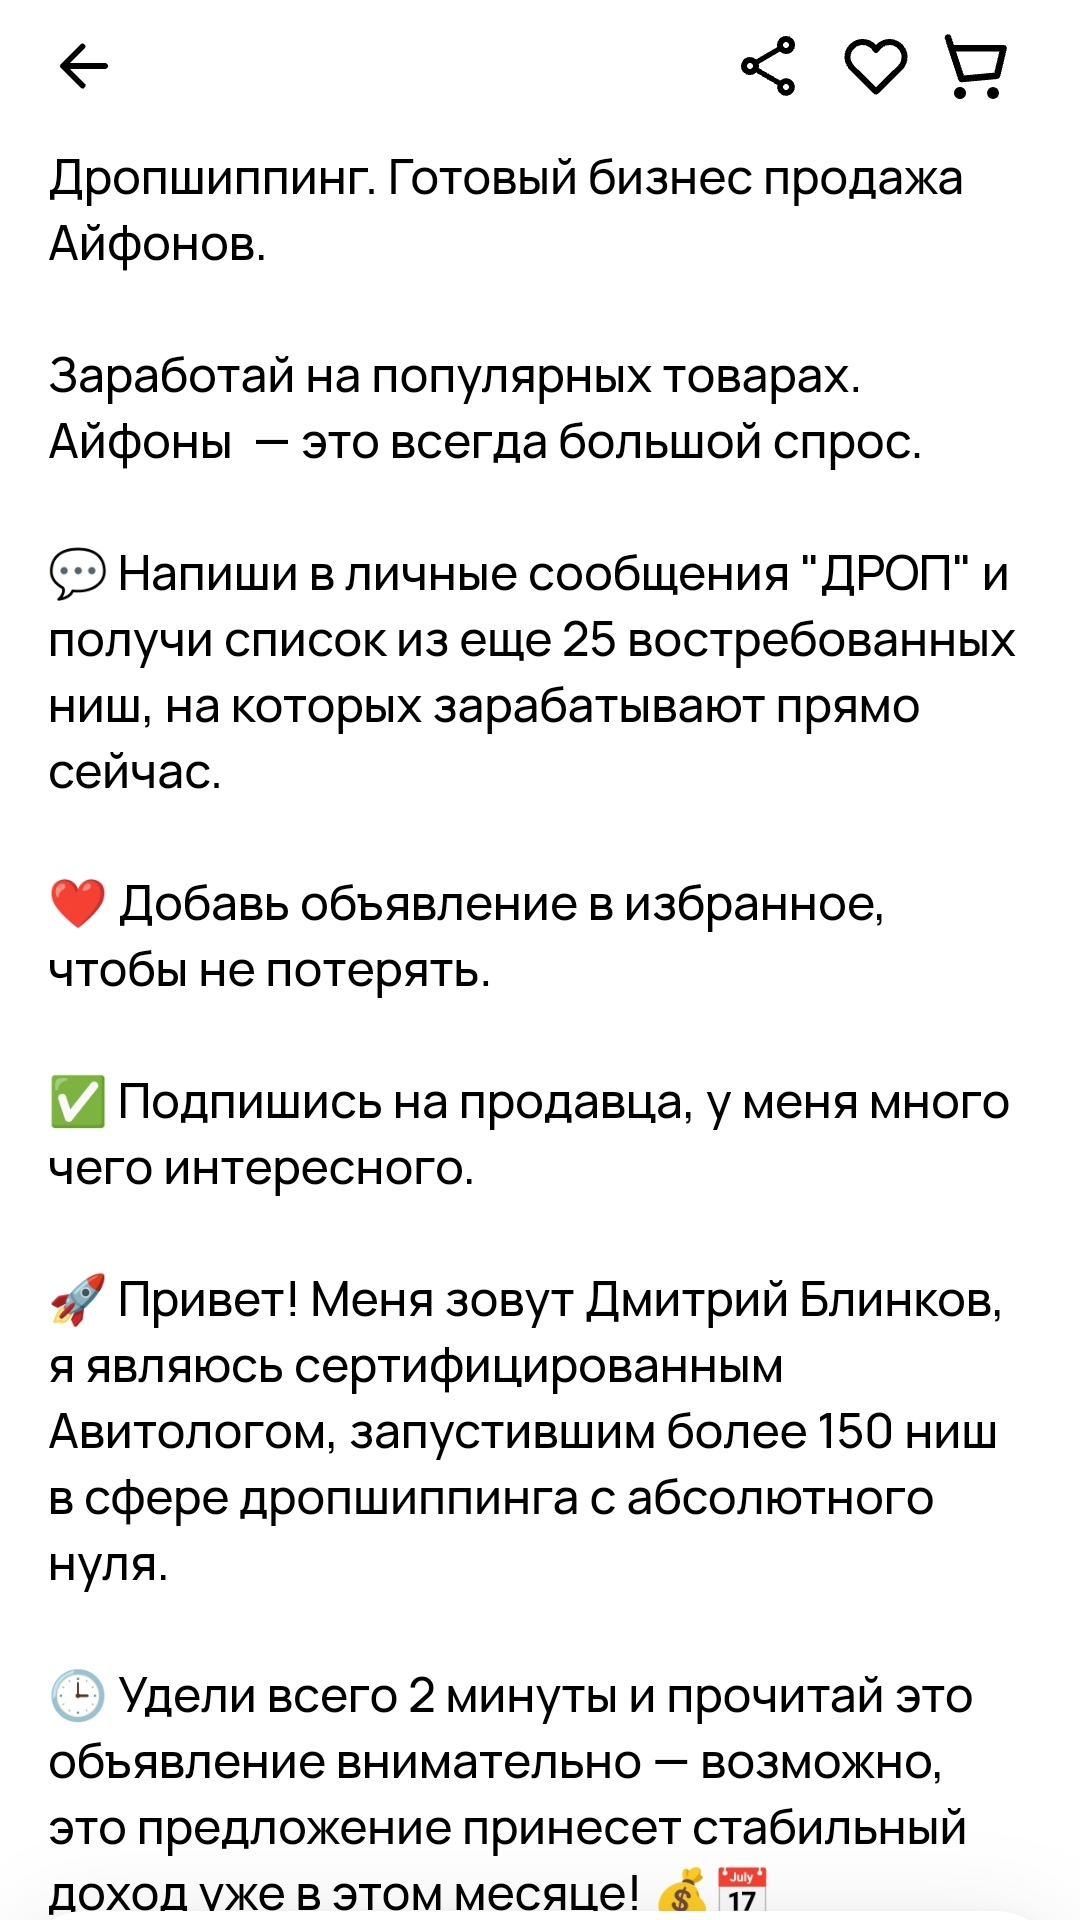 Дропшиппинг. Готовый бизнес продажа
Айфонов.
Заработай на популярных товарах.
Айфоны  — это всегда большой спрос.
💬 Напиши в личные сообщения "ДРОП" и
получи список из еще 25 востребованных
ниш, на которых зарабатывают прямо
сейчас.
❤️ Добавь объявление в избранное,
чтобы не потерять.
✅ Подпишись на продавца, у меня много
чего интересного.
🚀 Привет! Меня зовут Дмитрий Блинков,
я являюсь сертифицированным
Авитологом, запустившим более 150 ниш
в сфере дропшиппинга с абсолютного
нуля.
🕒 Удели всего 2 минуты и прочитай это
объявление внимательно — возможно,
это предложение принесет стабильный
доход уже в этом месяце! 💰 📅